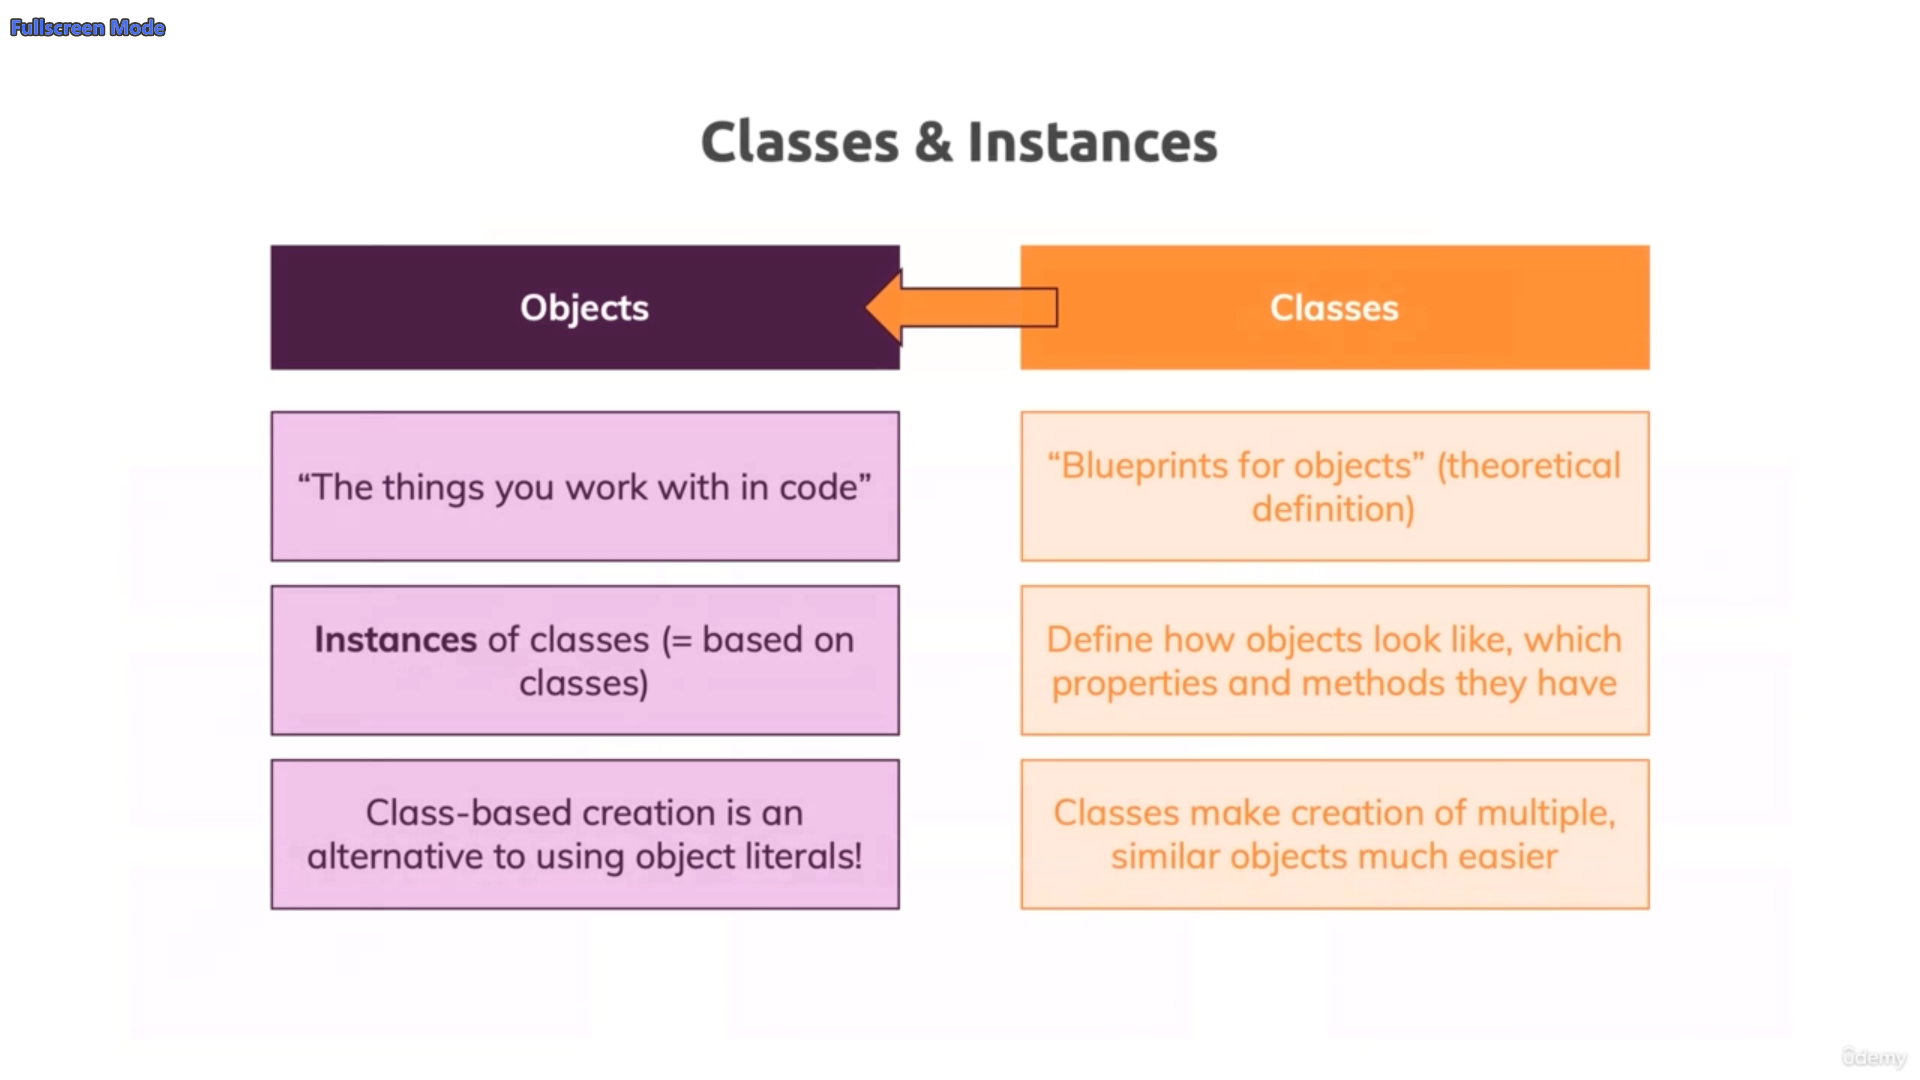 Fullscreen Mode
Classes & Instances
Objects
Classes
“The things you work with in code”
“Blueprints for objects” (theoretical
definition)
Instances of classes (= based on
classes)
Define how objects look like, which
properties and methods they have
Class-based creation is an
alternative to using object literals!
Classes make creation of multiple,
similar objects much easier
ûdemy